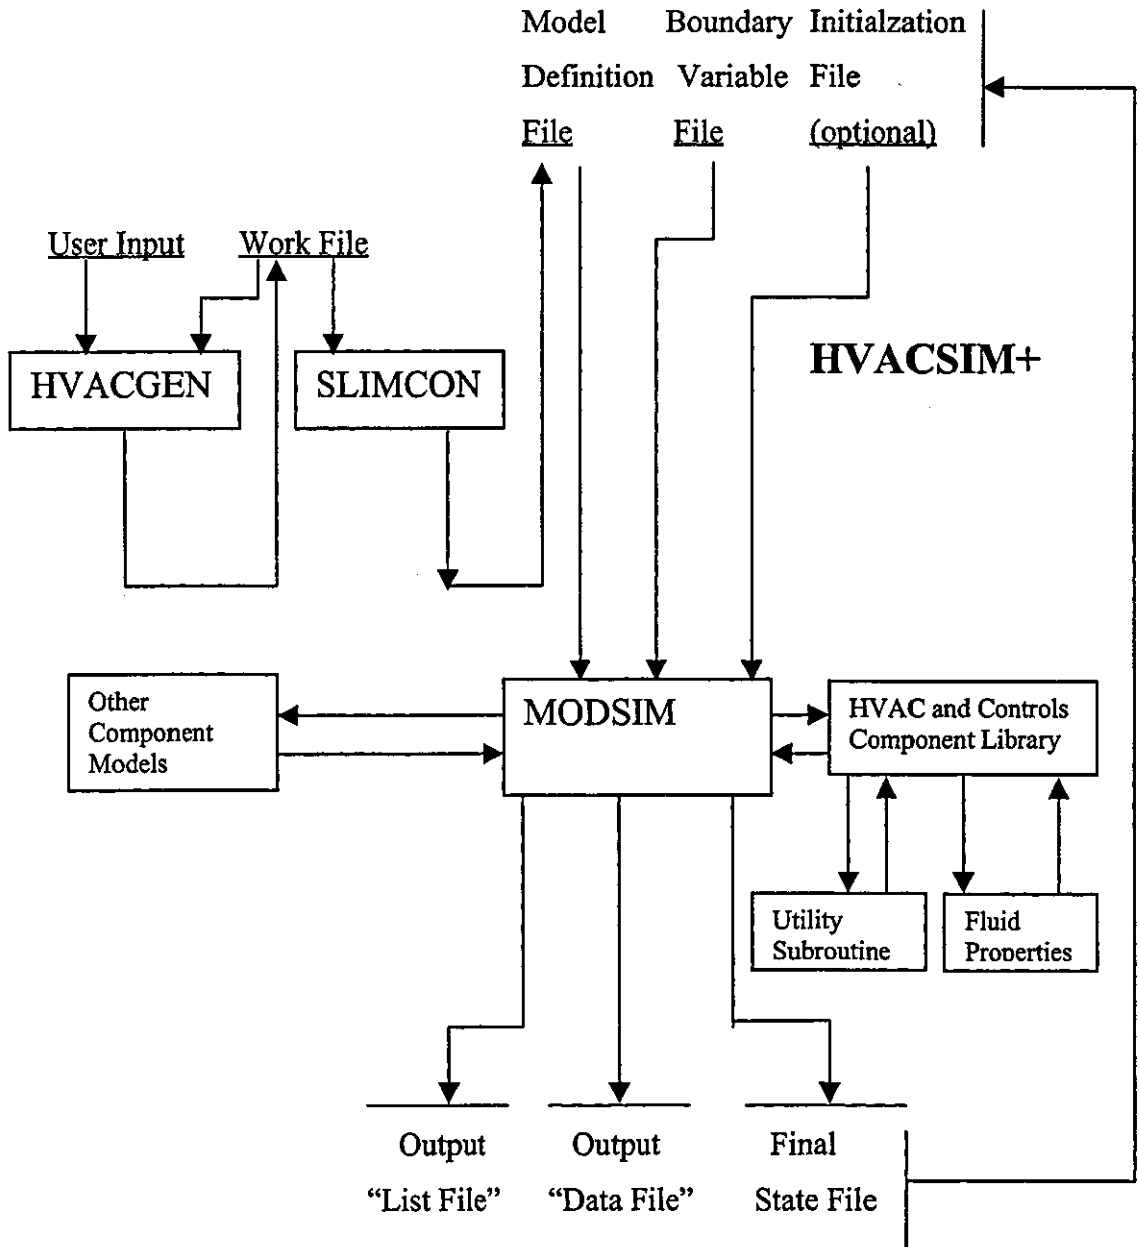 Model Boundary Initialzation
Definition Variable File
File File (optional)
User Input Work File
HVACSIM+
HVACGEN SLIMCON
Other
Component
Models
MODSIM
HVAC and Controls
Component Library
Utility
Subroutine
Fluid
Properties
Output
“List File”
Output
“Data File”
Final
State File